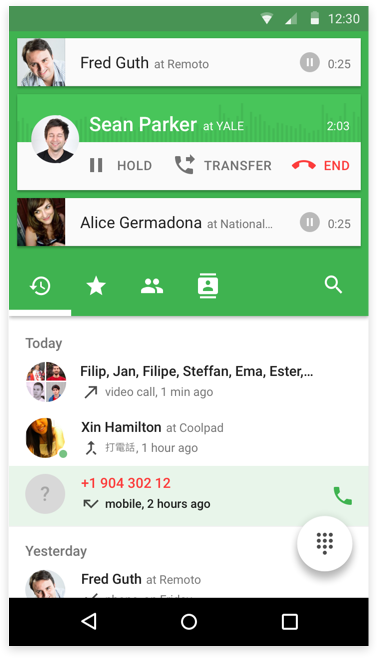 12:30
Fred Guth at Remoto 0:25
Sean Parker at YALE 2:03
HOLD TRANSFER END
Alice Germadona at National... 0:25
Today
Filip, Jan, Filipe, Steffan, Ema, Ester,...
video call, 1 min ago
Xin Hamilton at Coolpad
打電話, 1 hour ago
?
+1 904 302 12
mobile, 2 hours ago
Yesterday
Fred Guth at Remoto